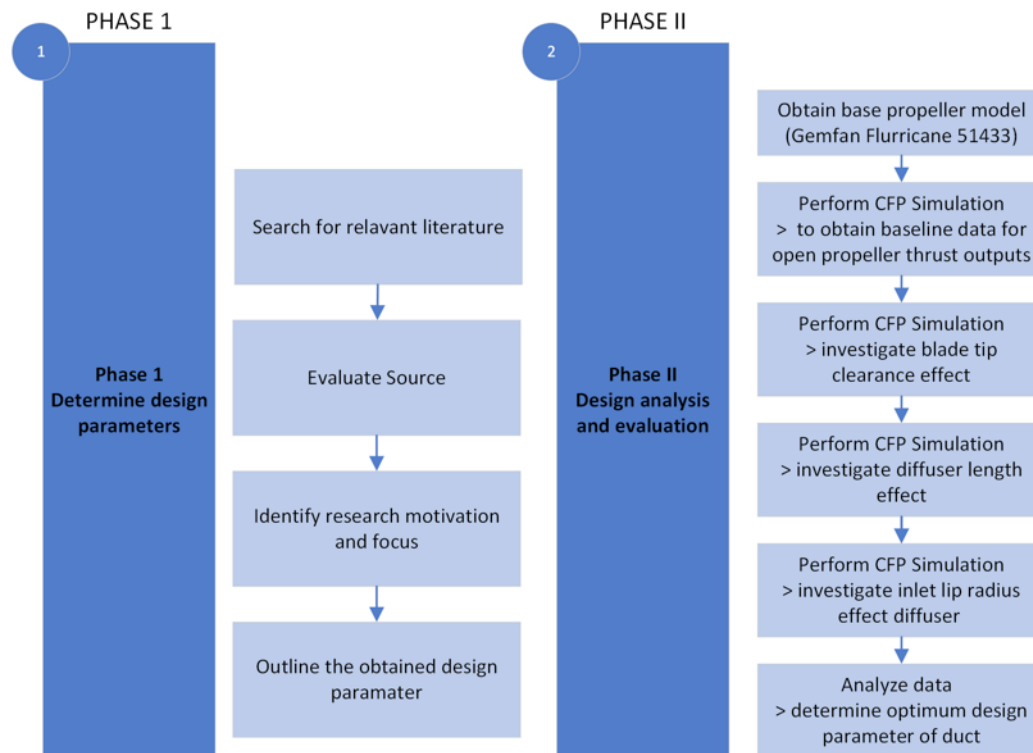 PHASE 1
1
Phase 1
Determine design
parameters
Search for relavant literature
Evaluate Source
Identify research motivation
and focus
Outline the obtained design
paramater
PHASE II
2
Phase II
Design analysis
and evaluation
Obtain base propeller model
(Gemfan Flurricane 51433)
Perform CFP Simulation
> to obtain baseline data for
open propeller thrust outputs
Perform CFP Simulation
> investigate blade tip
clearance effect
Perform CFP Simulation
> investigate diffuser length
effect
Perform CFP Simulation
> investigate inlet lip radius
effect diffuser
Analyze data
> determine optimum design
parameter of duct